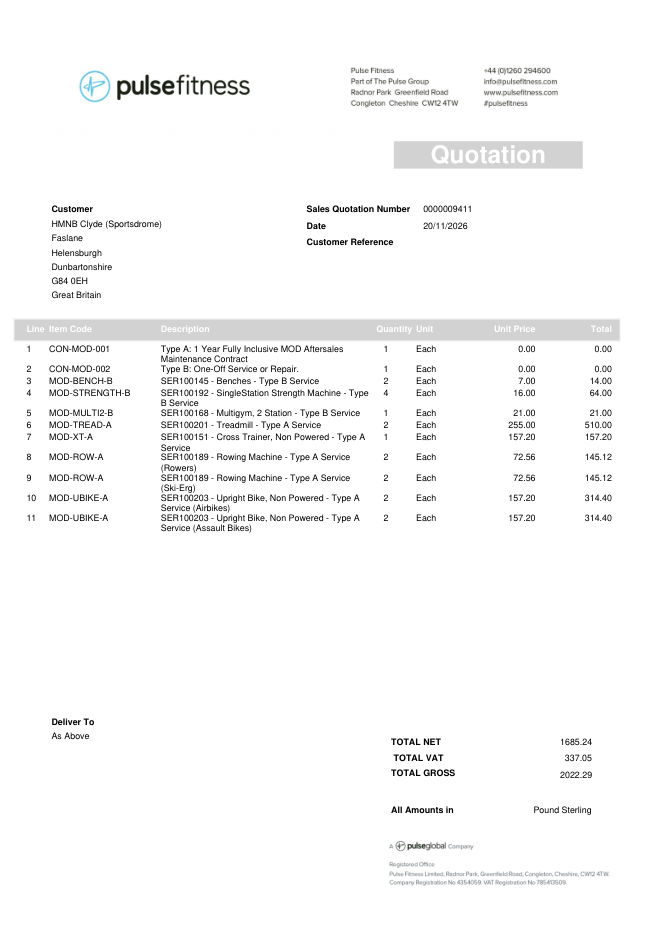 pulsefitness
Pulse Fitness
Part of The Pulse Group
Radnor Park Greenfield Road
Congleton Cheshire CW12 4TW
+44 (0)1260 294600
info@pulsefitness.com
www.pulsefitness.com
#pulsefitness
Quotation
Customer
HMNB Clyde (Sportsdrome)
Faslane
Helensburgh
Dunbartonshire
G84 0EH
Great Britain
Sales Quotation Number 0000009411
Date 20/11/2026
Customer Reference
Line Item Code Description Quantity Unit Unit Price Total
1 CON-MOD-001 Type A: 1 Year Fully Inclusive MOD Aftersales 1 Each 0.00 0.00
Maintenance Contract
2 CON-MOD-002 Type B: One-Off Service or Repair. 1 Each 0.00 0.00
3 MOD-BENCH-B SER100145 - Benches - Type B Service 2 Each 7.00 14.00
4 MOD-STRENGTH-B SER100192 - SingleStation Strength Machine - Type 4 Each 16.00 64.00
B Service
5 MOD-MULTI2-B SER100168 - Multigym, 2 Station - Type B Service 1 Each 21.00 21.00
6 MOD-TREAD-A SER100201 - Treadmill - Type A Service 2 Each 255.00 510.00
7 MOD-XT-A SER100151 - Cross Trainer, Non Powered - Type A 1 Each 157.20 157.20
Service
8 MOD-ROW-A SER100189 - Rowing Machine - Type A Service 2 Each 72.56 145.12
(Rowers)
9 MOD-ROW-A SER100189 - Rowing Machine - Type A Service 2 Each 72.56 145.12
(Ski-Erg)
10 MOD-UBIKE-A SER100203 - Upright Bike, Non Powered - Type A 2 Each 157.20 314.40
Service (Airbikes)
11 MOD-UBIKE-A SER100203 - Upright Bike, Non Powered - Type A 2 Each 157.20 314.40
Service (Assault Bikes)
Deliver To
As Above
TOTAL NET 1685.24
TOTAL VAT 337.05
TOTAL GROSS 2022.29
All Amounts in Pound Sterling
A pulseglobal Company
Registered Office
Pulse Fitness Limited, Radnor Park, Greenfield Road, Congleton, Cheshire, CW12 4TW.
Company Registration No 4354059. VAT Registration No 785413509.